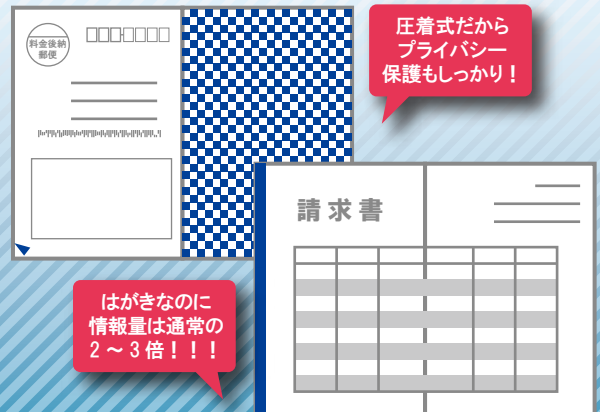 料金後納
郵便
圧着式だから
プライバシー
保護もしっかり！
請求書
はがきなのに
情報量は通常の
2～3倍！！！